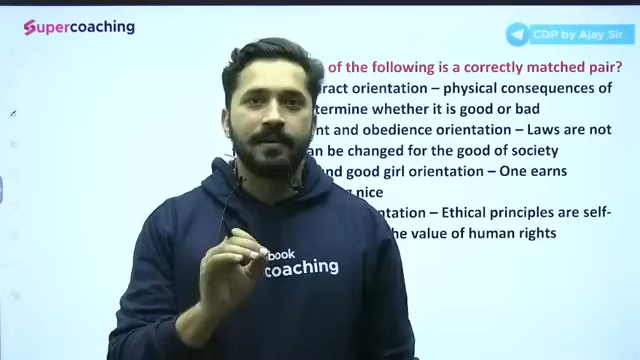 Supercoaching
CDP by Ajay Sir
of the following is a correctly matched pair?
ract orientation – physical consequences of
termine whether it is good or bad
nt and obedience orientation – Laws are not
an be changed for the good of society
nd good girl orientation – One earns
nice
ntation – Ethical principles are self-
he value of human rights
book
coaching